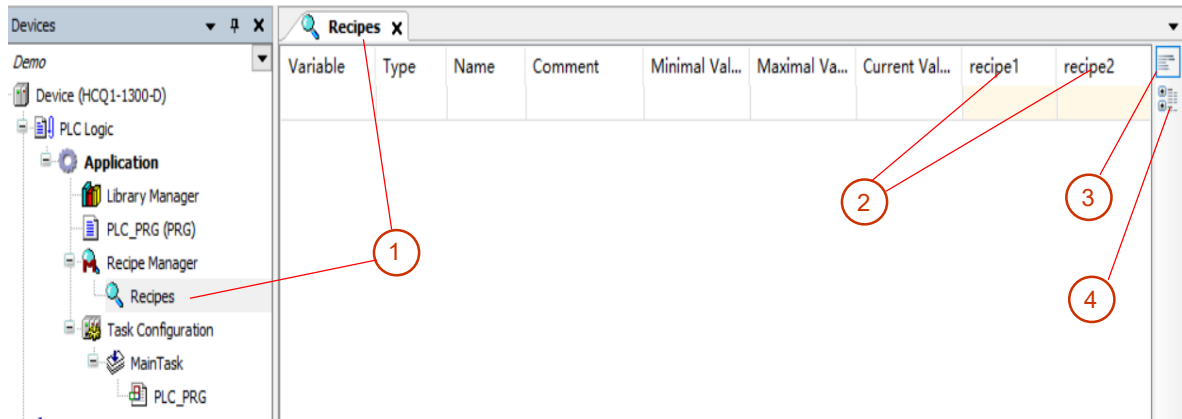 Devices
Demo
Device (HCQ1-1300-D)
PLC Logic
Application
Library Manager
PLC_PRG (PRG)
Recipe Manager
Recipes
Task Configuration
MainTask
PLC_PRG
Recipes
Variable Type Name Comment Minimal Val... Maximal Va... Current Val... recipe1 recipe2
1
2
3
4